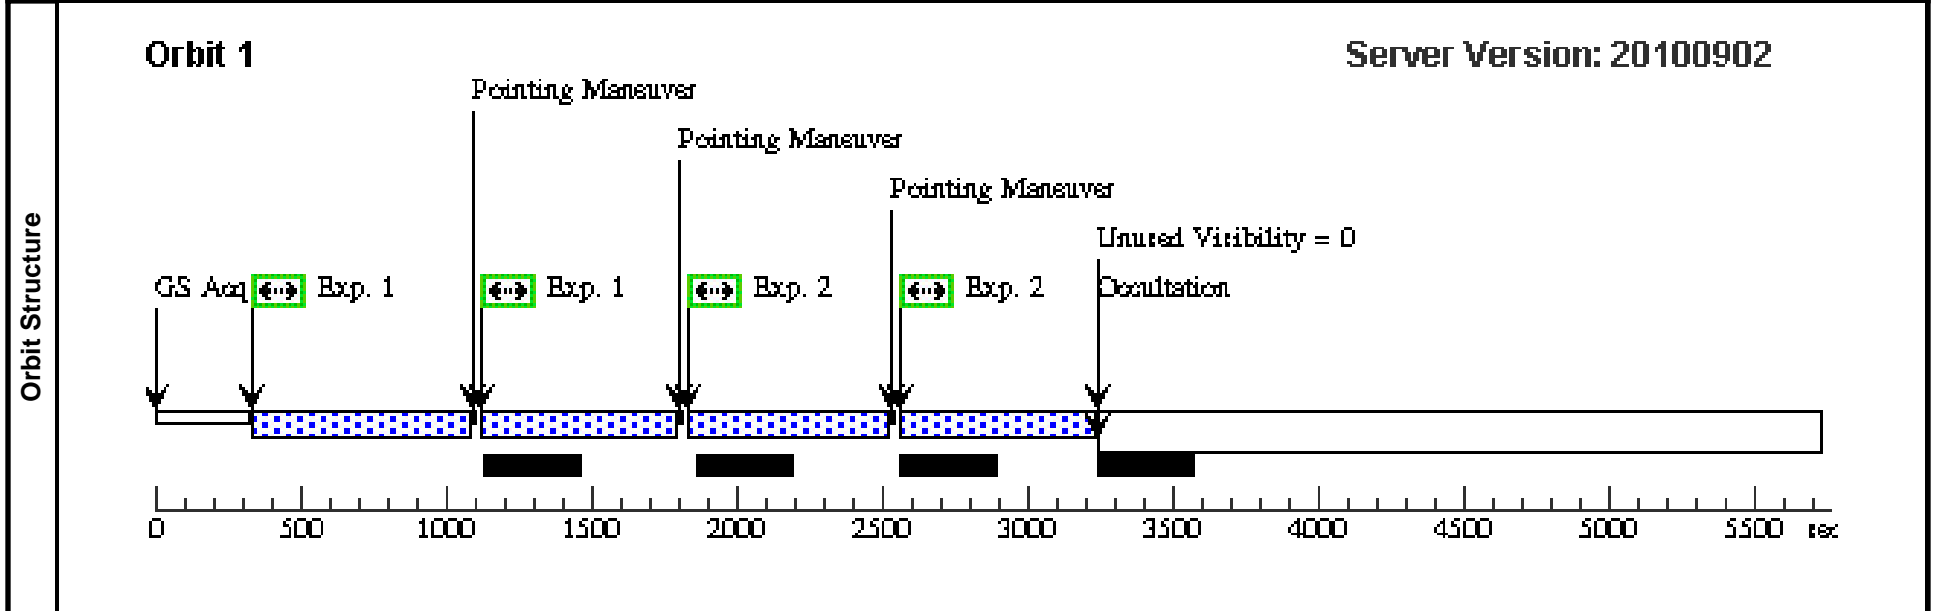 Orbit Structure
Orbit 1
Server Version: 20100902
Pointing Maneuver
Pointing Maneuver
Pointing Maneuver
Unused Visibility = 0
GS Acq
Exp. 1
Exp. 1
Exp. 2
Exp. 2
Occultation
0 500 1000 1500 2000 2500 3000 3500 4000 4500 5000 5500 sec